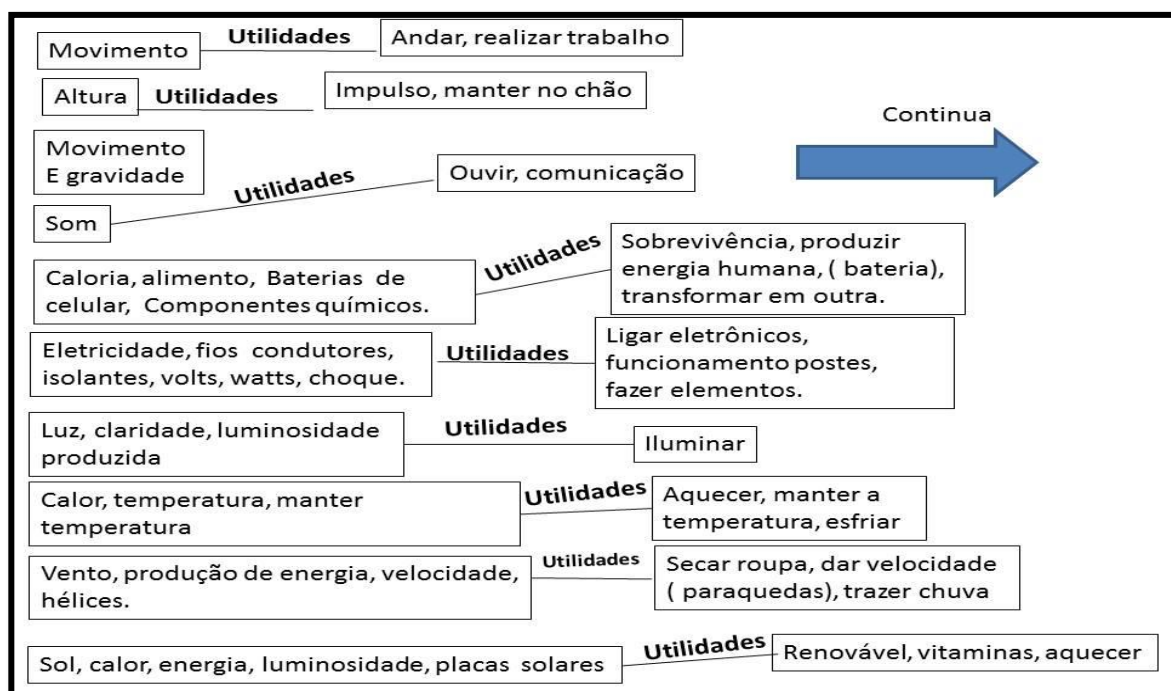 Movimento
Utilidades
Andar, realizar trabalho
Altura
Utilidades
Impulso, manter no chão
Continua
Movimento
E gravidade
Som
Utilidades
Ouvir, comunicação
Caloria, alimento, Baterias de
celular, Componentes químicos.
Utilidades
Sobrevivência, produzir
energia humana, ( bateria),
transformar em outra.
Eletricidade, fios condutores,
isolantes, volts, watts, choque.
Utilidades
Ligar eletrônicos,
funcionamento postes,
fazer elementos.
Luz, claridade, luminosidade
produzida
Utilidades
Iluminar
Calor, temperatura, manter
temperatura
Utilidades
Aquecer, manter a
temperatura, esfriar
Vento, produção de energia, velocidade,
hélices.
Utilidades
Secar roupa, dar velocidade
( paraquedas), trazer chuva
Sol, calor, energia, luminosidade, placas solares
Utilidades
Renovável, vitaminas, aquecer